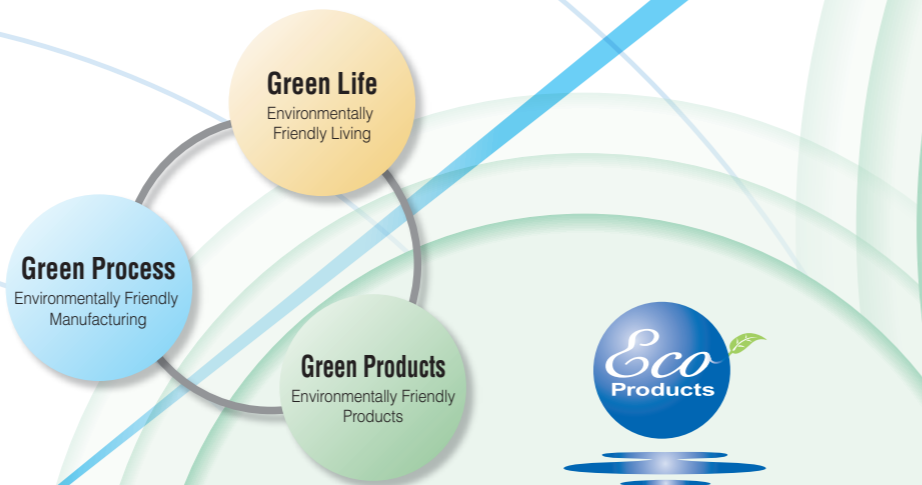 Green Life
Environmentally
Friendly Living
Green Process
Environmentally Friendly
Manufacturing
Green Products
Environmentally Friendly
Products
Eco
Products